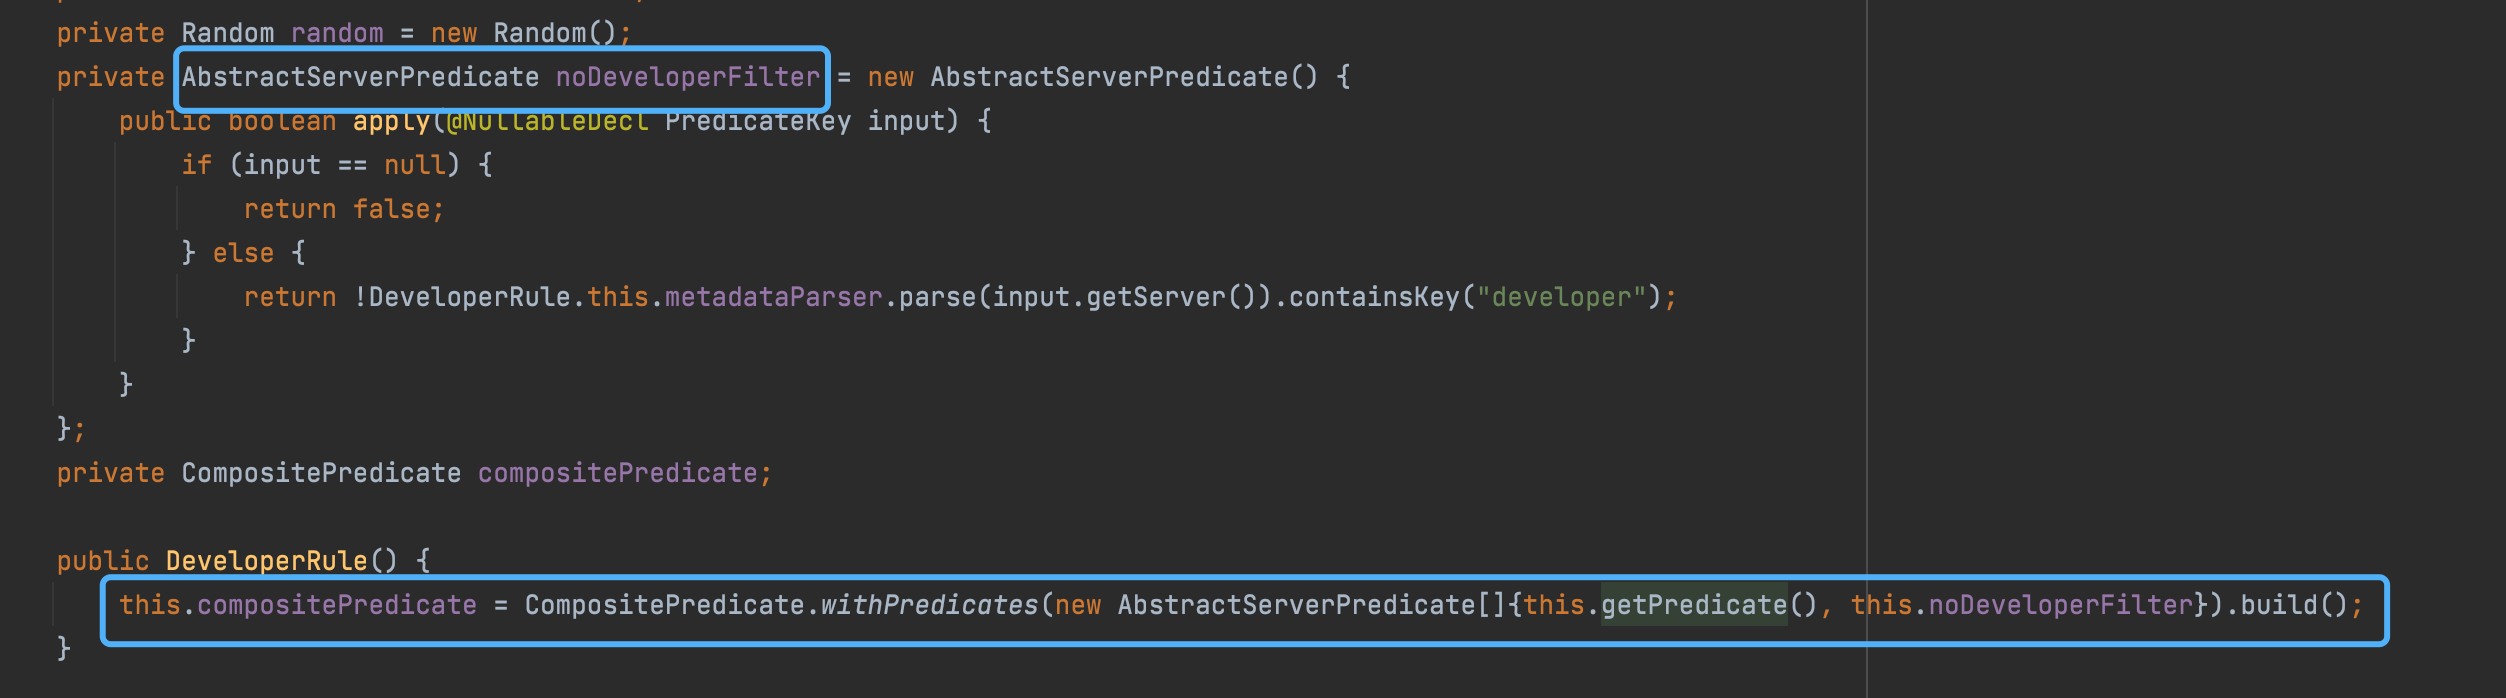 private Random random = new Random();
private AbstractServerPredicate noDeveloperFilter = new AbstractServerPredicate() {
public boolean apply(@NullableDecl PredicateKey input) {
if (input == null) {
return false;
} else {
return !DeveloperRule.this.metadataParser.parse(input.getServer()).containsKey("developer");
}
}
};
private CompositePredicate compositePredicate;
public DeveloperRule() {
this.compositePredicate = CompositePredicate.withPredicates(new AbstractServerPredicate[]{this.getPredicate(), this.noDeveloperFilter}).build();
}